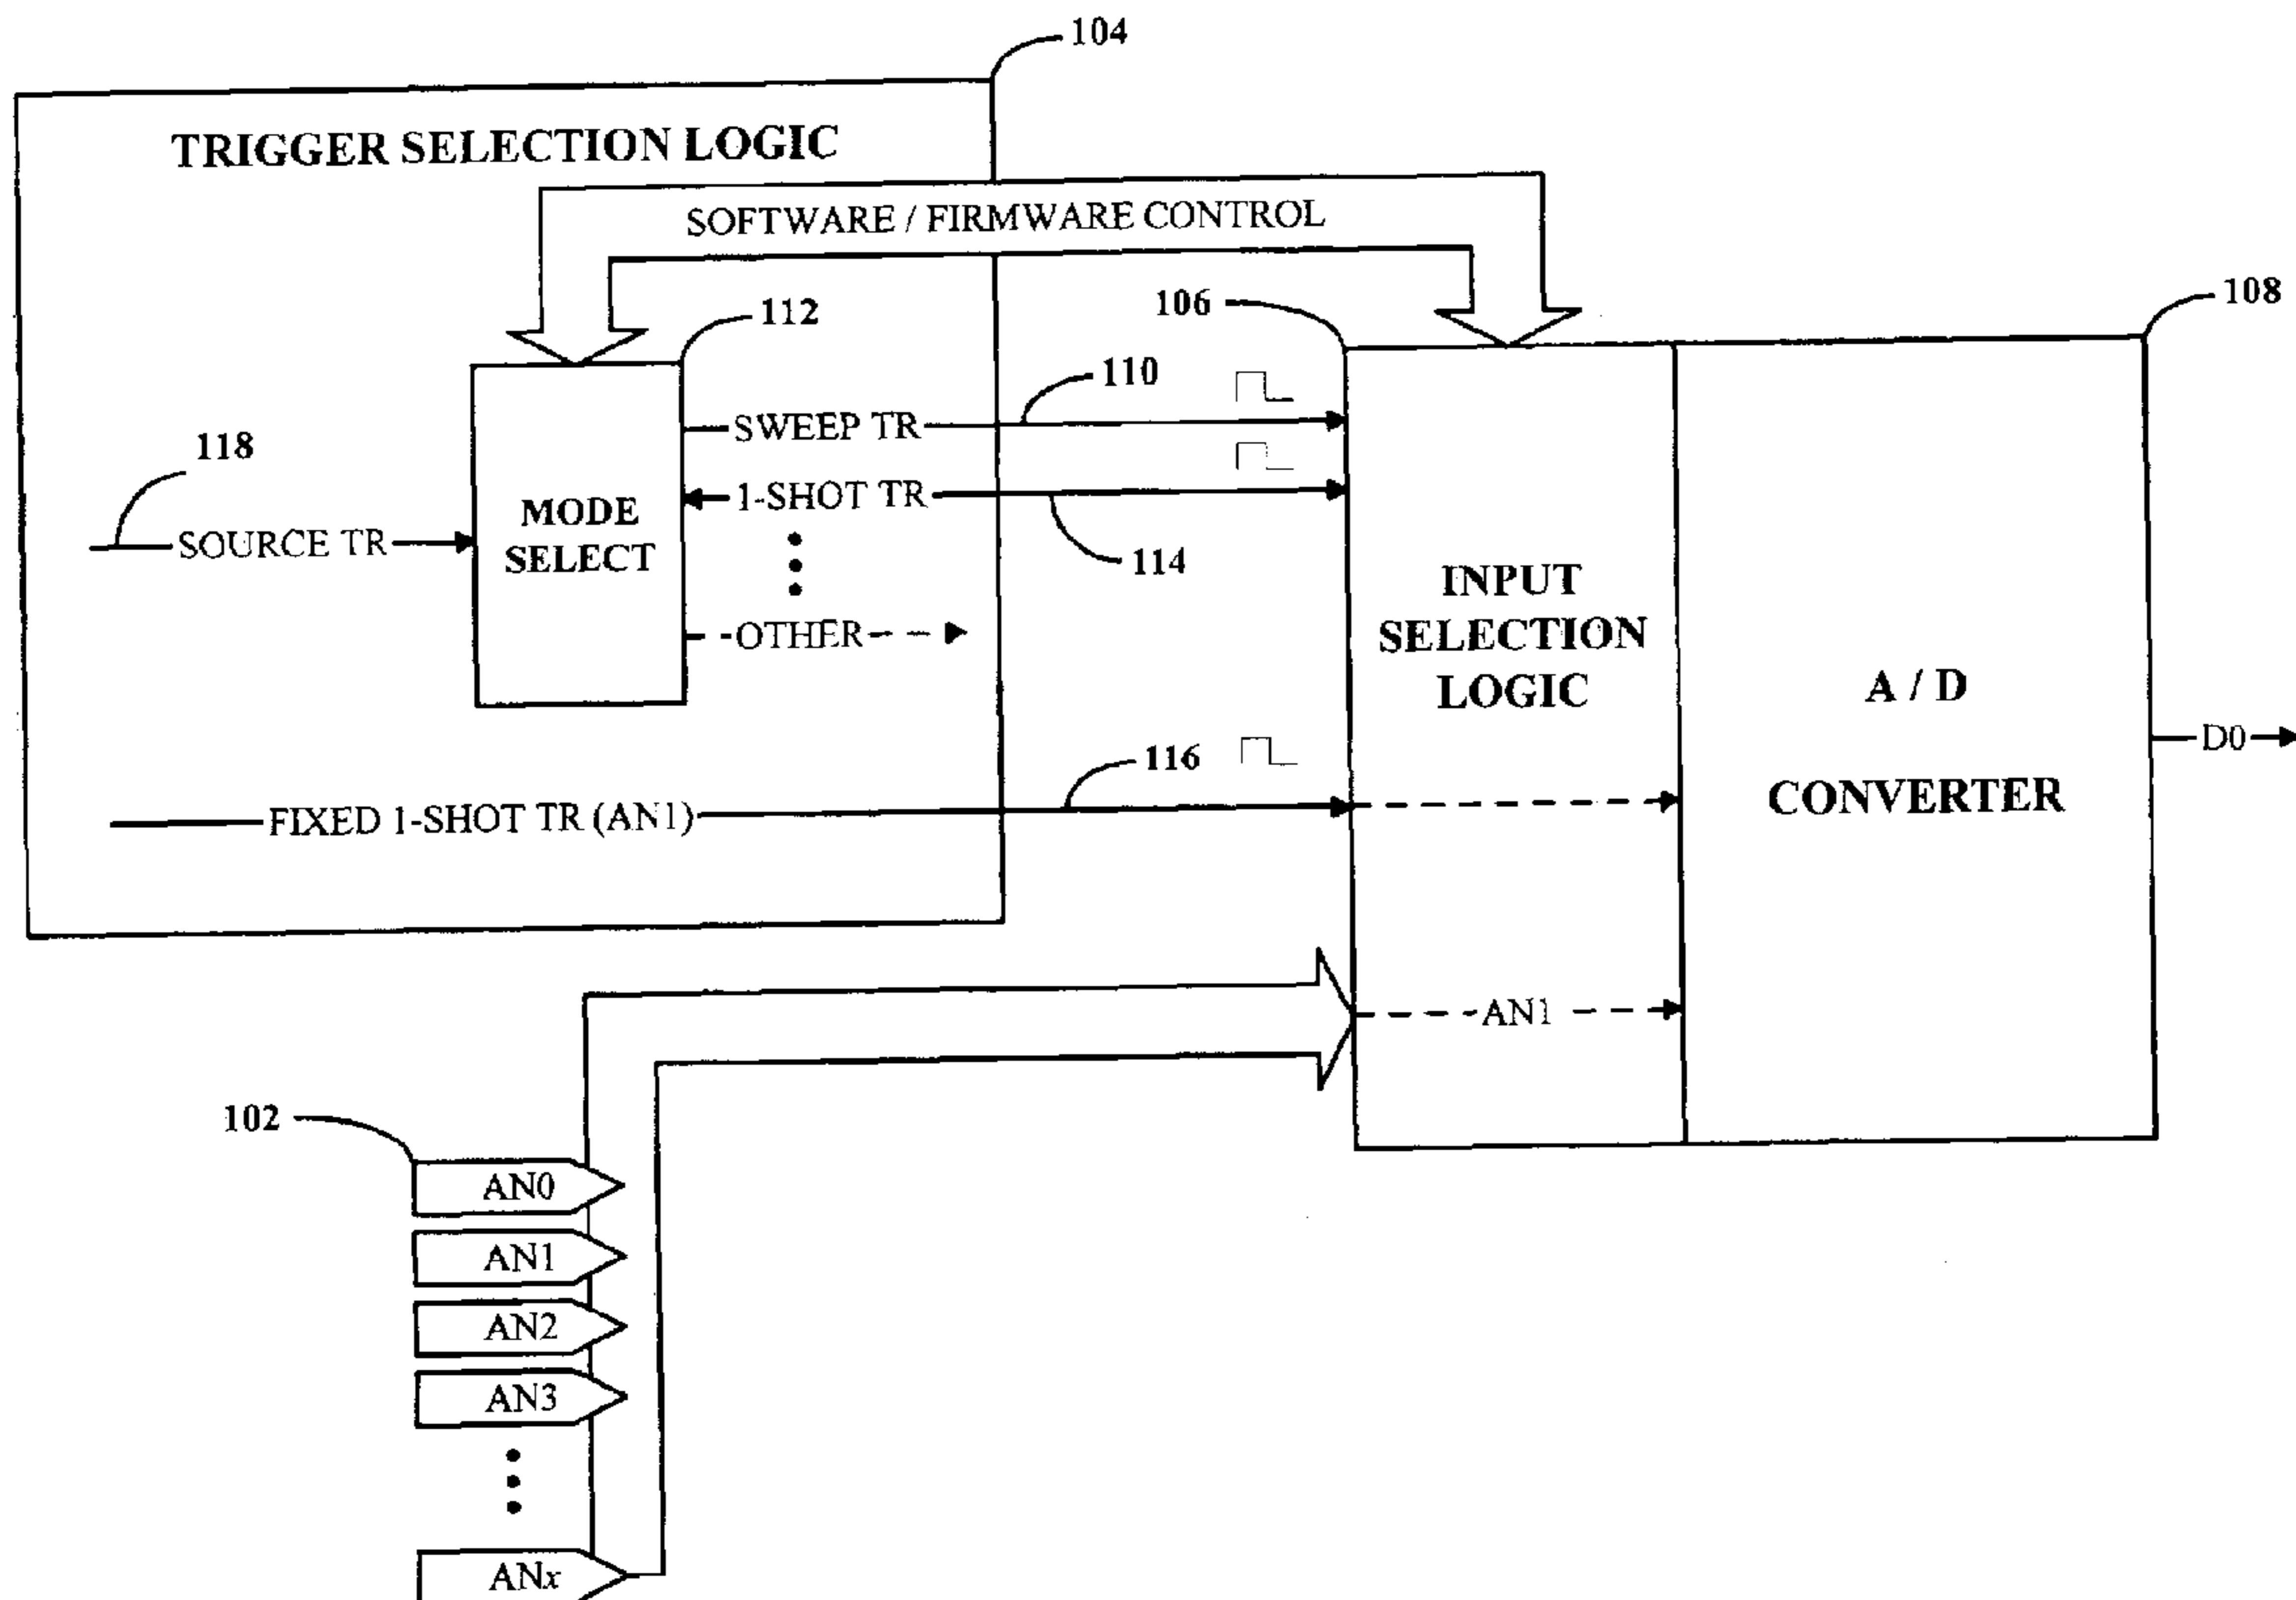 104
TRIGGER SELECTION LOGIC
SOFTWARE / FIRMWARE CONTROL
112
106
108
110
SWEEP TR
118
1-SHOT TR
SOURCE TR
MODE
SELECT
114
OTHER
INPUT
SELECTION
LOGIC
A / D
CONVERTER
D0
116
FIXED 1-SHOT TR (AN1)
AN1
102
AN0
AN1
AN2
AN3
ANx